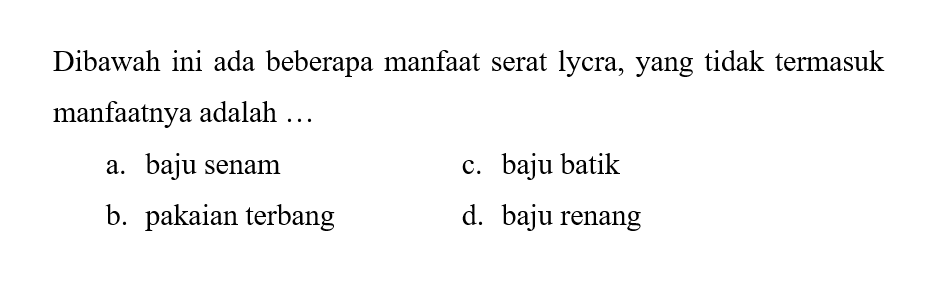 Dibawah ini ada beberapa manfaat serat lycra, yang tidak termasuk
manfaatnya adalah …
a. baju senam
c. baju batik
b. pakaian terbang
d. baju renang